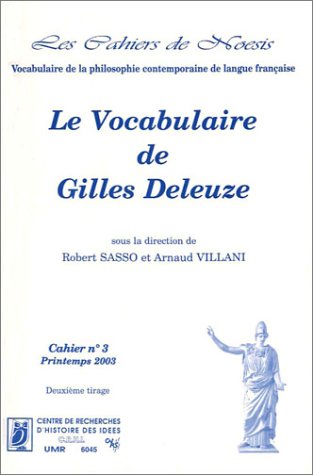 Les Cahiers de Noesis
Vocabulaire de la philosophie contemporaine de langue française
Le Vocabulaire
de
Gilles Deleuze
sous la direction de
Robert SASSO et Arnaud VILLANI
Cahier n° 3
Printemps 2003
Deuxième tirage
CENTRE DE RECHERCHES
D'HISTOIRE DES IDÉES
UMR 6045